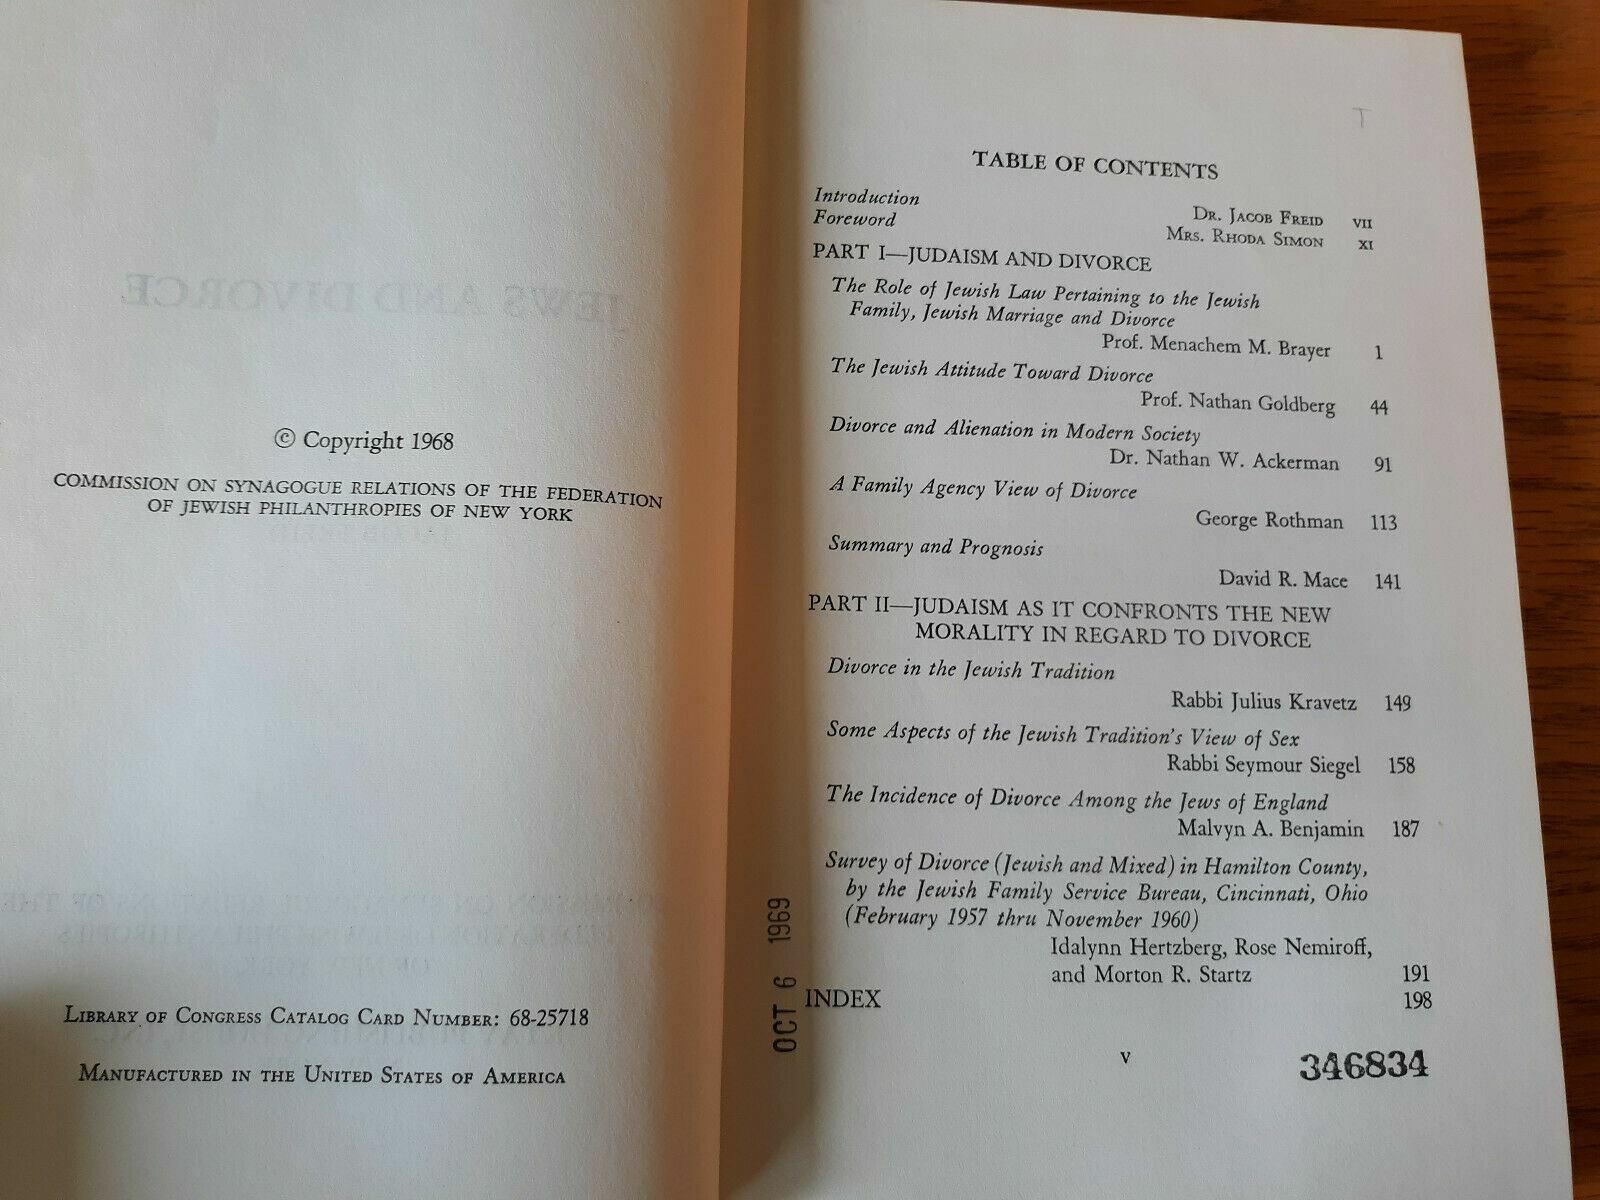 JEWS AND DIVORCE
© Copyright 1968
COMMISSION ON SYNAGOGUE RELATIONS OF THE FEDERATION
OF JEWISH PHILANTHROPIES OF NEW YORK
LIBRARY OF CONGRESS CATALOG CARD NUMBER: 68-25718
MANUFACTURED IN THE UNITED STATES OF AMERICA
T
TABLE OF CONTENTS
Introduction DR. JACOB FREID VII
Foreword MRS. RHODA SIMON XI
PART I—JUDAISM AND DIVORCE
The Role of Jewish Law Pertaining to the Jewish
Family, Jewish Marriage and Divorce
Prof. Menachem M. Brayer 1
The Jewish Attitude Toward Divorce
Prof. Nathan Goldberg 44
Divorce and Alienation in Modern Society
Dr. Nathan W. Ackerman 91
A Family Agency View of Divorce
George Rothman 113
Summary and Prognosis
David R. Mace 141
PART II—JUDAISM AS IT CONFRONTS THE NEW
MORALITY IN REGARD TO DIVORCE
Divorce in the Jewish Tradition
Rabbi Julius Kravetz 149
Some Aspects of the Jewish Tradition's View of Sex
Rabbi Seymour Siegel 158
The Incidence of Divorce Among the Jews of England
Malvyn A. Benjamin 187
Survey of Divorce (Jewish and Mixed) in Hamilton County,
by the Jewish Family Service Bureau, Cincinnati, Ohio
(February 1957 thru November 1960)
Idalynn Hertzberg, Rose Nemiroff,
and Morton R. Startz 191
INDEX 198
OCT 6 1969
v
346834